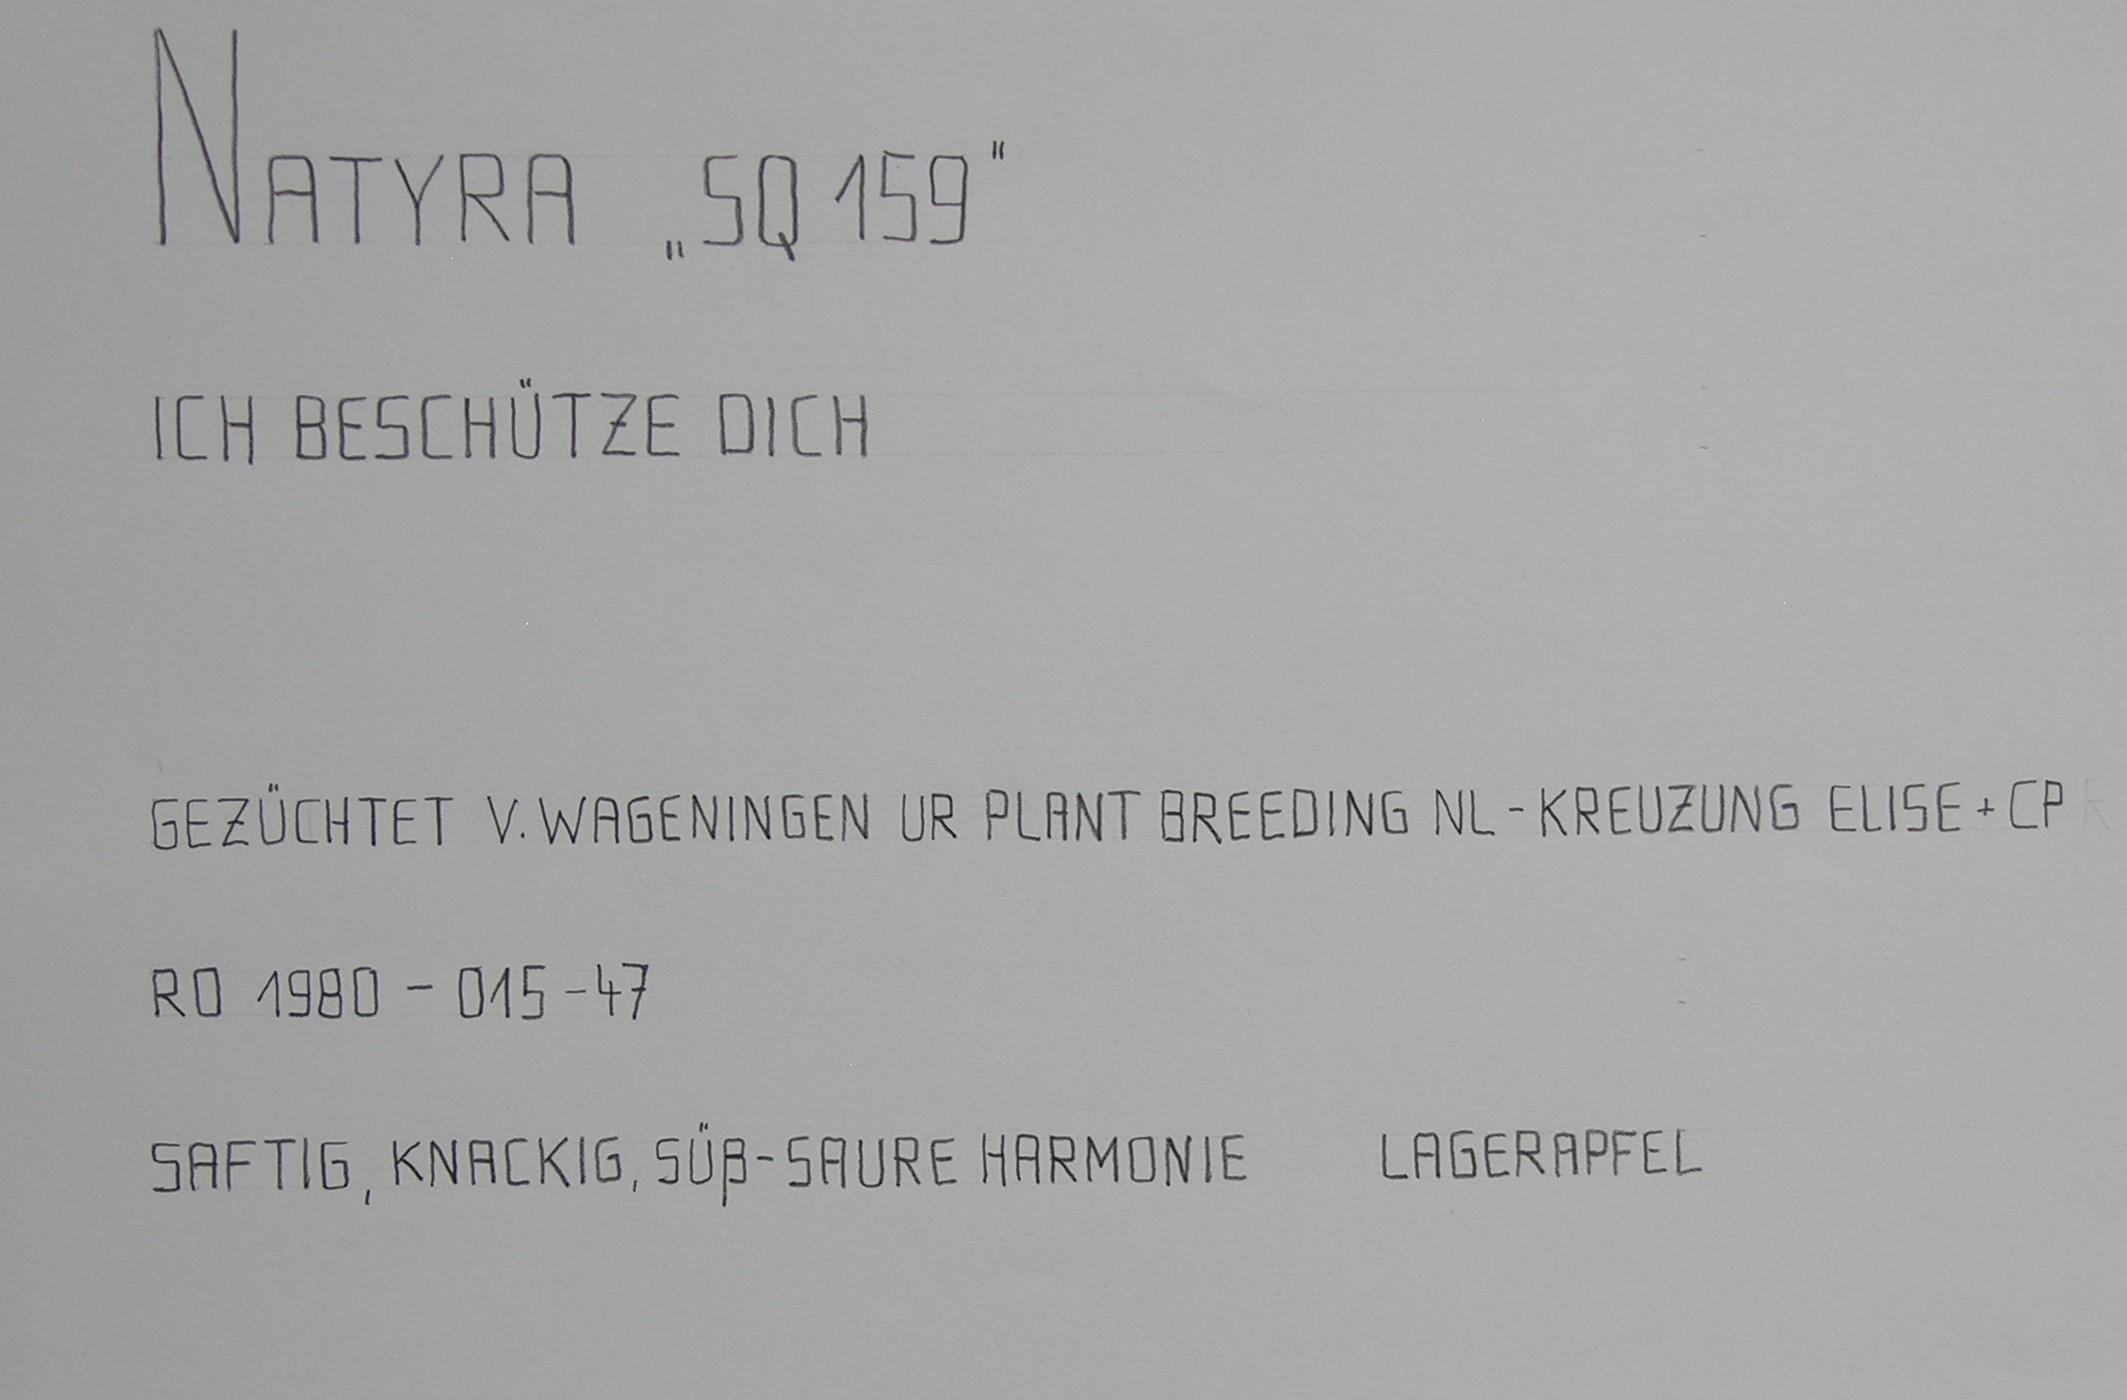 NATYRA „SQ 159“
ICH BESCHÜTZE DICH
GEZÜCHTET V. WAGENINGEN UR PLANT BREEDING NL - KREUZUNG ELISE + CP
RO 1980 - 015 - 47
SAFTIG, KNACKIG, SÜß-SAURE HARMONIE LAGERAPFEL